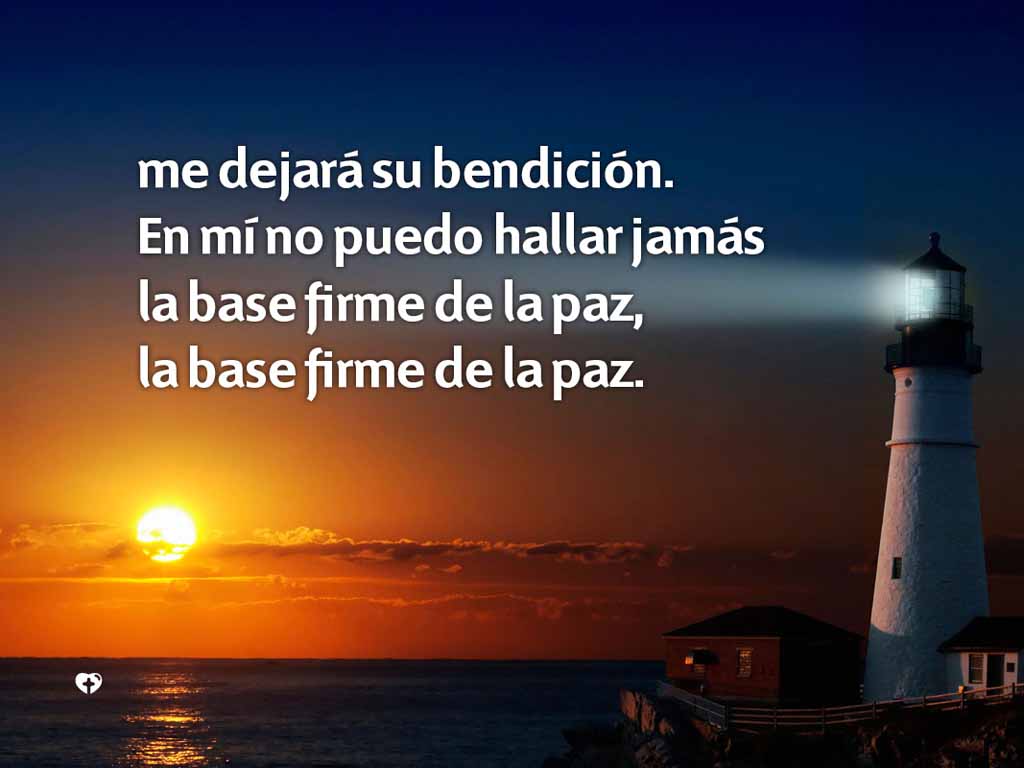 me dejará su bendición.
En mí no puedo hallar jamás
la base firme de la paz,
la base firme de la paz.